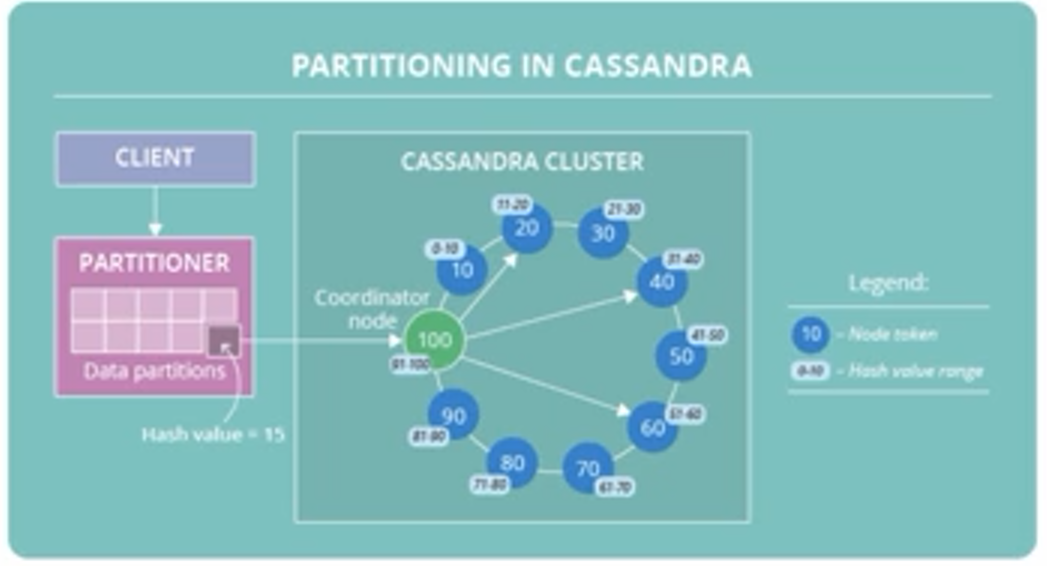 PARTITIONING IN CASSANDRA
CLIENT
PARTITIONER
Data partitions
Hash value = 15
CASSANDRA CLUSTER
Coordinator
node
100
91-100
0-10
10
11-20
20
21-30
30
31-40
40
41-50
50
51-60
60
61-70
70
71-80
80
81-90
90
Legend:
10 – Node token
0-10 – Hash value range